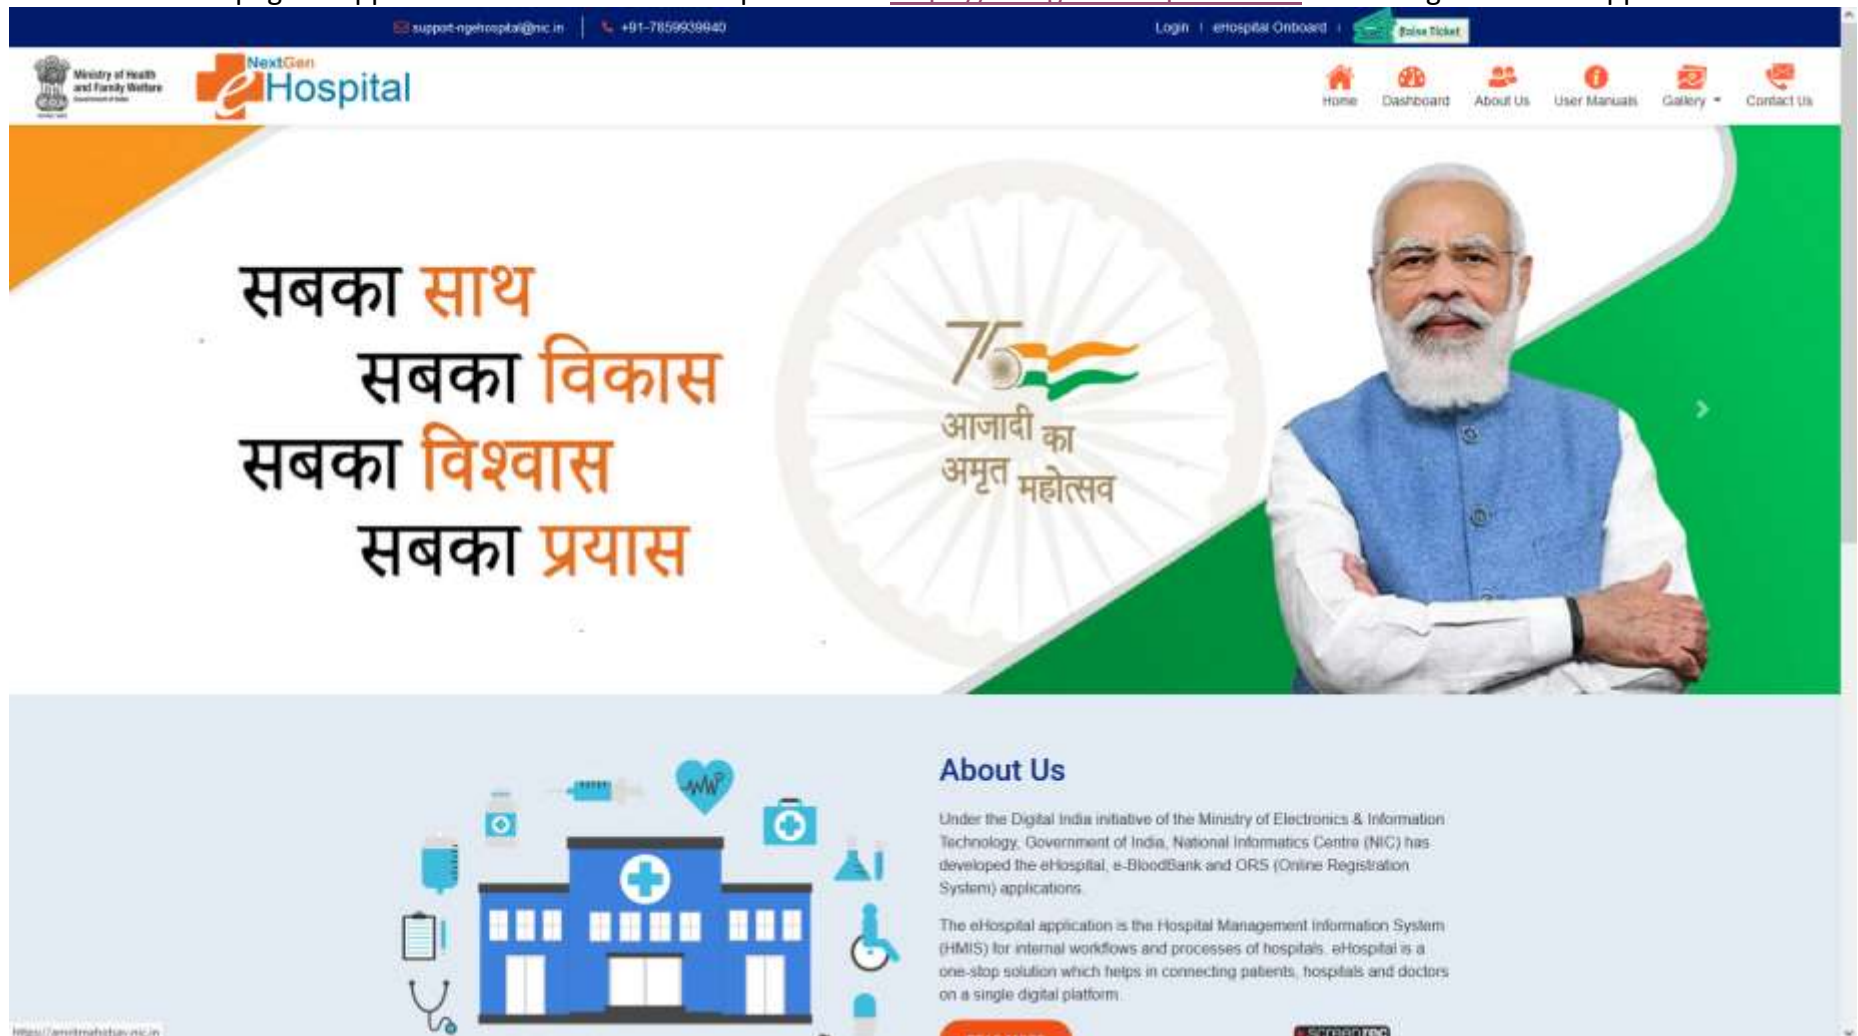 support-ngehospital@nic.in
+91-7859939940
Login
eHospital Onboard
Raise Ticket
Ministry of Health
and Family Welfare
NextGen
eHospital
Home
Dashboard
About Us
User Manuals
Gallery
Contact Us
सबका साथ
सबका विकास
सबका विश्वास
सबका प्रयास
75
आजादी का
अमृत महोत्सव
About Us
Under the Digital India initiative of the Ministry of Electronics & Information
Technology, Government of India, National Informatics Centre (NIC) has
developed the eHospital, e-BloodBank and ORS (Online Registration
System) applications.
The eHospital application is the Hospital Management Information System
(HMIS) for internal workflows and processes of hospitals. eHospital is a
one-stop solution which helps in connecting patients, hospitals and doctors
on a single digital platform.
screenrec
https://amritmahotsav.nic.in